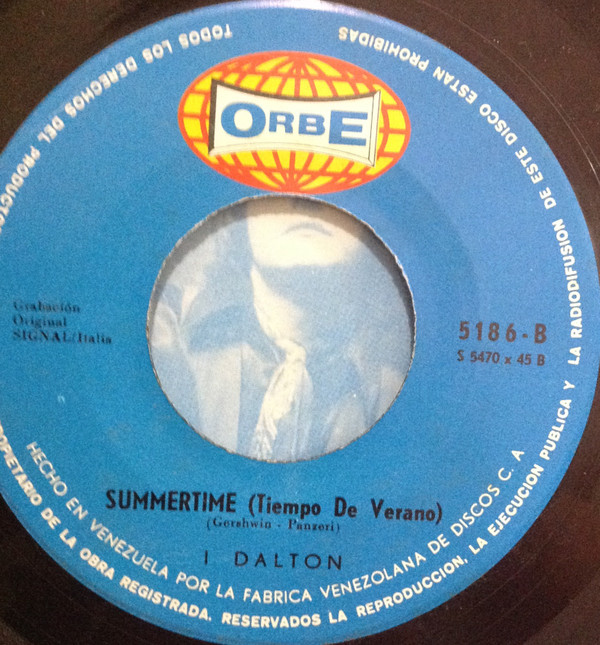 ORBE
Grabación
Original
SIGNAL/Italia
5186-B
S 5470 x 45 B
SUMMERTIME (Tiempo De Verano)
(Gershwin - Panzeri)
I DALTON
HECHO EN VENEZUELA POR LA FABRICA VENEZOLANA DE DISCOS C. A
TODOS LOS DERECHOS DEL PRODUCTOR
PROPIETARIO DE LA OBRA REGISTRADA. RESERVADOS LA REPRODUCCION, LA EJECUCION PUBLICA Y LA RADIODIFUSION DE ESTE DISCO ESTAN PROHIBIDAS